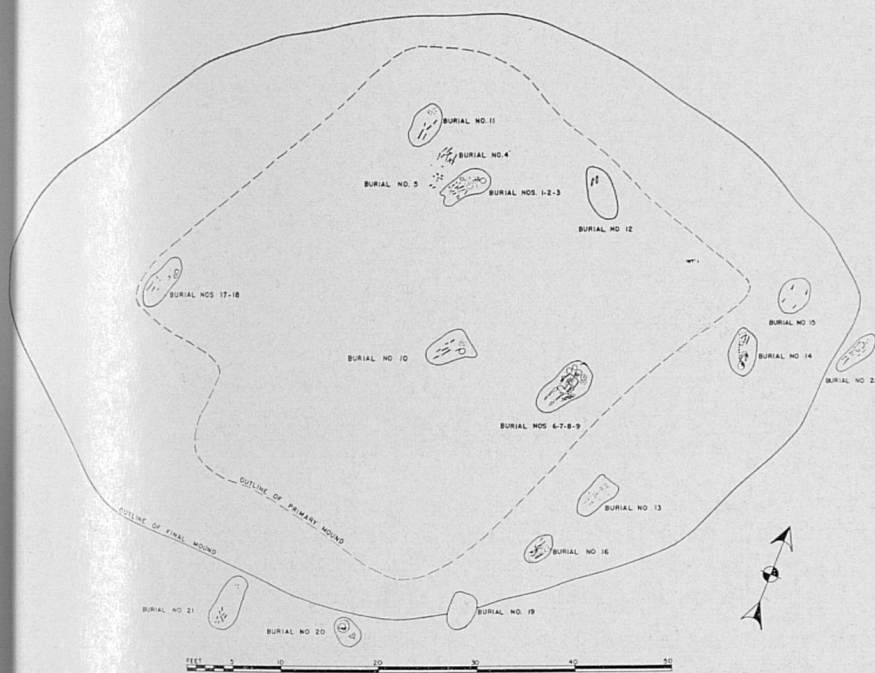 BURIAL NO. 11
BURIAL NO. 4
BURIAL NO. 5
BURIAL NOS. 1-2-3
BURIAL NO 12
BURIAL NOS 17-18
BURIAL NO 15
BURIAL NO 10
BURIAL NO 14
BURIAL NO 2
BURIAL NOS 6-7-8-9
OUTLINE OF PRIMARY MOUND
BURIAL NO 13
OUTLINE OF FINAL MOUND
BURIAL NO 16
BURIAL NO 21
BURIAL NO. 19
BURIAL NO 20
FEET 5 10 20 30 40 50